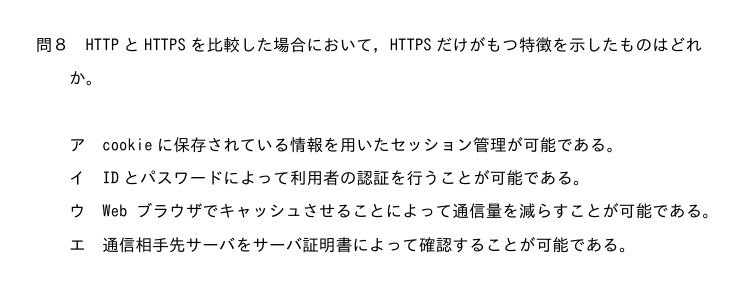 問８　HTTP と HTTPS を比較した場合において，HTTPS だけがもつ特徴を示したものはどれ
か。
ア　cookie に保存されている情報を用いたセッション管理が可能である。
イ　ID とパスワードによって利用者の認証を行うことが可能である。
ウ　Web ブラウザでキャッシュさせることによって通信量を減らすことが可能である。
エ　通信相手先サーバをサーバ証明書によって確認することが可能である。